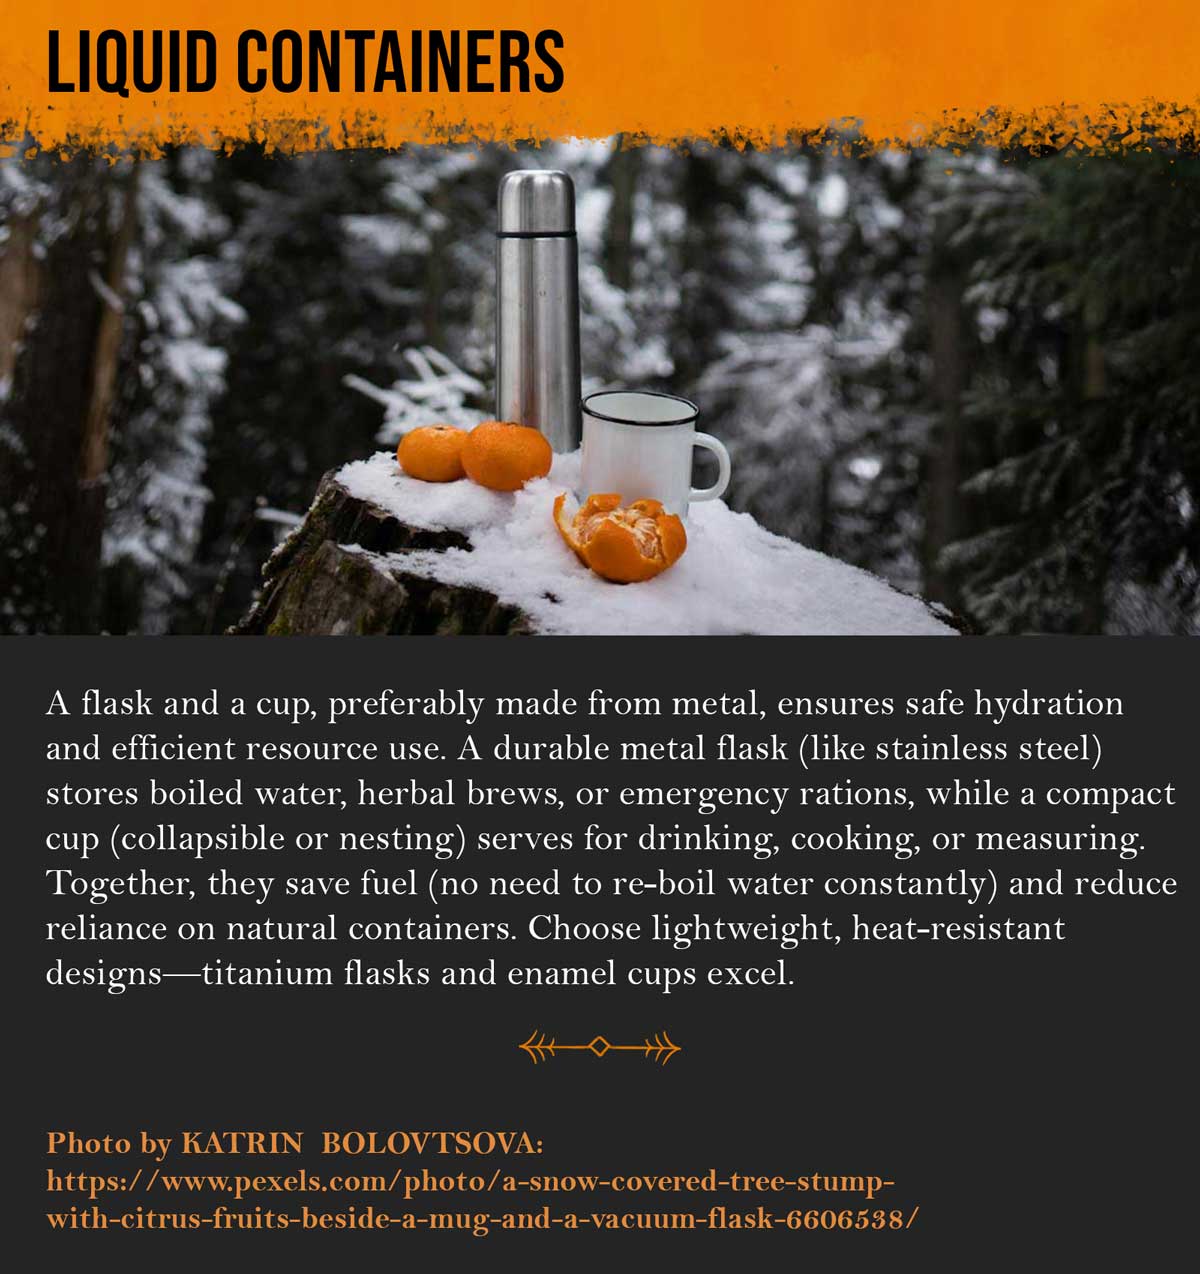 LIQUID CONTAINERS
A flask and a cup, preferably made from metal, ensures safe hydration
and efficient resource use. A durable metal flask (like stainless steel)
stores boiled water, herbal brews, or emergency rations, while a compact
cup (collapsible or nesting) serves for drinking, cooking, or measuring.
Together, they save fuel (no need to re-boil water constantly) and reduce
reliance on natural containers. Choose lightweight, heat-resistant
designs—titanium flasks and enamel cups excel.
Photo by KATRIN  BOLOVTSOVA:
https://www.pexels.com/photo/a-snow-covered-tree-stump-
with-citrus-fruits-beside-a-mug-and-a-vacuum-flask-6606538/